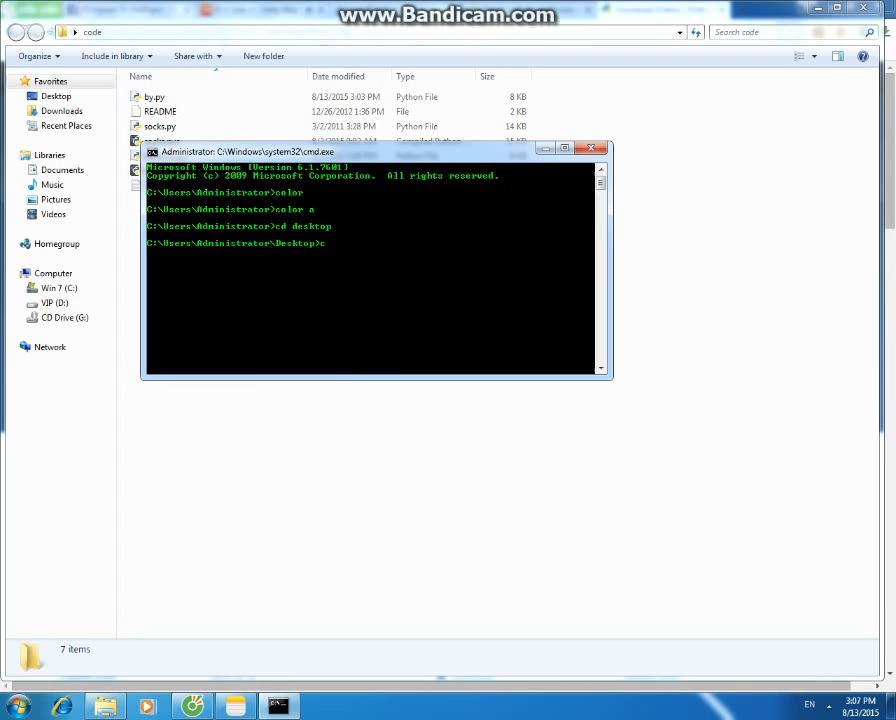 www.Bandicam.com
code
Search code
Organize
Include in library
Share with
New folder
Favorites
Desktop
Downloads
Recent Places
Libraries
Documents
Music
Pictures
Videos
Homegroup
Computer
Win 7 (C:)
VIP (D:)
CD Drive (G:)
Network
Name
Date modified
Type
Size
by.py
8/13/2015 3:03 PM
Python File
8 KB
README
12/26/2012 1:36 PM
File
2 KB
socks.py
3/2/2011 3:28 PM
Python File
14 KB
Administrator: C:\Windows\system32\cmd.exe
Microsoft Windows [Version 6.1.7601]
Copyright (c) 2009 Microsoft Corporation. All rights reserved.
C:\Users\Administrator>color
C:\Users\Administrator>color a
C:\Users\Administrator>cd desktop
C:\Users\Administrator\Desktop>c
7 items
EN
3:07 PM
8/13/2015